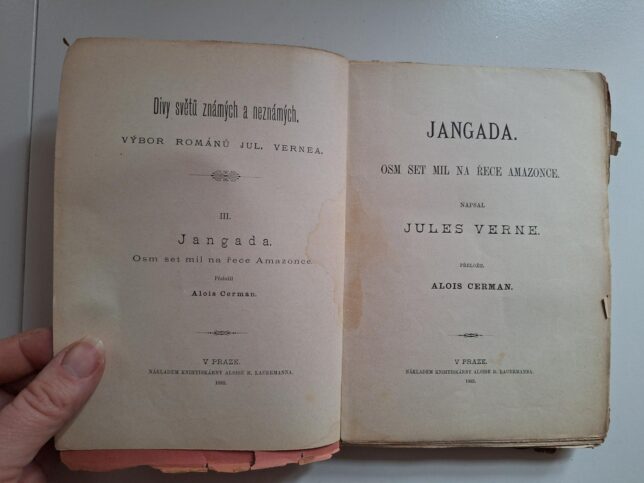 Divy světů známých a neznámých.
VÝBOR ROMÁNŮ JUL. VERNEA.
III.
Jangada.
Osm set mil na řece Amazonce.
Přeložil
Alois Cerman.
V PRAZE.
NÁKLADEM KNIHTISKÁRNY ALOISE R. LAUERMANNA.
JANGADA.
OSM SET MIL NA ŘECE AMAZONCE.
NAPSAL
JULES VERNE.
PŘELOŽIL
ALOIS CERMAN.
V PRAZE.
NÁKLADEM KNIHTISKÁRNY ALOISE R. LAUERMANNA.